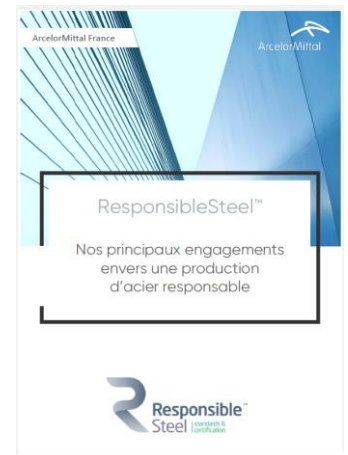 ArcelorMittal France
ArcelorMittal
ResponsibleSteel™
Nos principaux engagements
envers une production
d'acier responsable
Responsible™
Steel standards &
certification